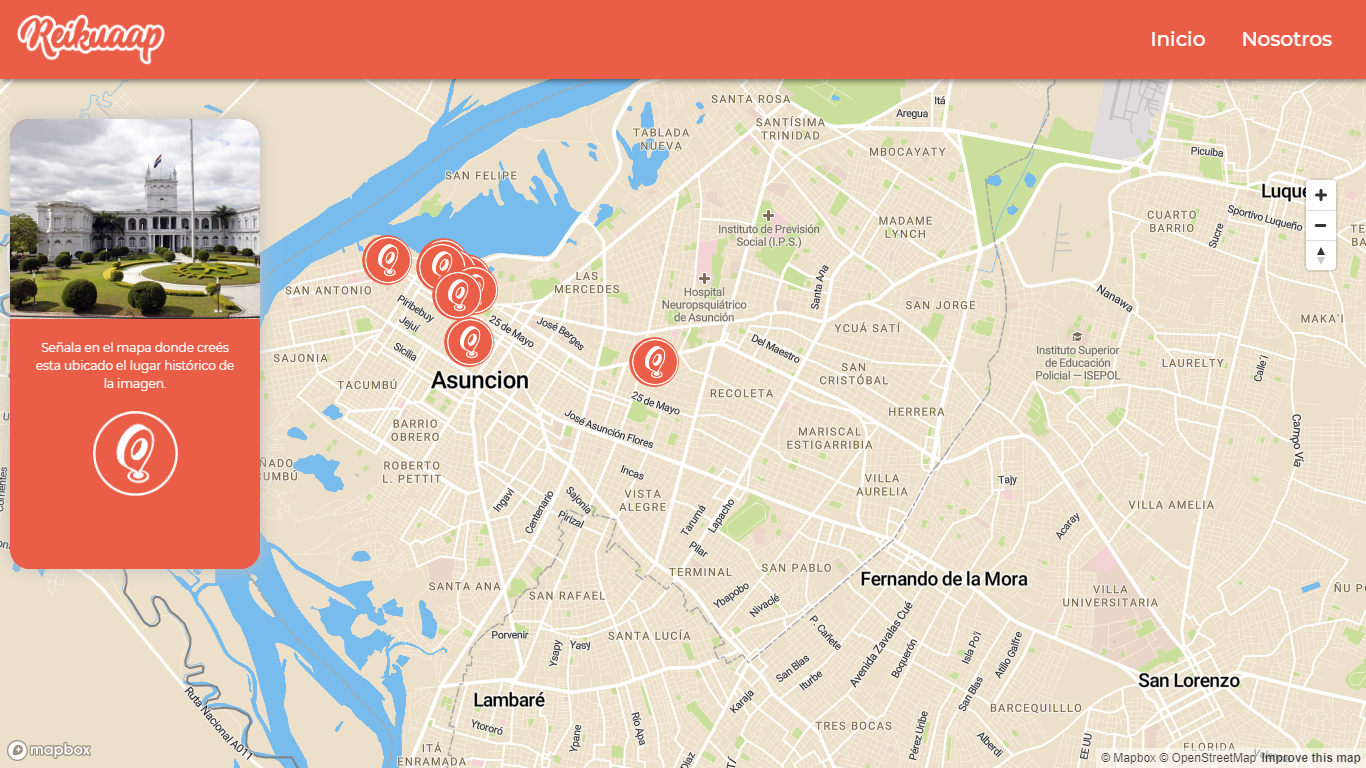 Reikuaap
Inicio
Nosotros
SANTA ROSA
Itá
Aregua
TABLADA
NUEVA
SANTÍSIMA
TRINIDAD
MBOCAYATY
Picuiba
SAN FELIPE
Luque
CUARTO
BARRIO
Sportivo Luqueño
Sucre
MADAME
LYNCH
Instituto de Previsión
Social (I.P.S.)
LAS
MERCEDES
Santa Ana
Hospital
Neuropsquiátrico
de Asunción
SAN ANTONIO
Piribebuy
Jejuí
Sicilia
25 de Mayo
José Berges
SAN JORGE
Nanawa
MAKA'I
YCUÁ SATÍ
Del Maestro
Señala en el mapa donde creés
esta ubicado el lugar histórico de
la imagen.
SAJONIA
Instituto Superior
de Educación
Policial — ISEPOL
LAURELTY
Calle'i
TACUMBÚ
Asuncion
SAN
CRISTÓBAL
RECOLETA
25 de Mayo
HERRERA
BARRIO
OBRERO
José Asunción Flores
MARISCAL
ESTIGARRIBIA
Campo Vía
ROBERTO
L. PETTIT
Incas
VILLA
AURELIA
Tajy
Ingavi
Centenario
Sajonia
Pirizal
VISTA
ALEGRE
Tarumá
Lapacho
Pilar
VILLA AMELIA
Acaray
TERMINAL
SAN PABLO
Fernando de la Mora
SANTA ANA
SAN RAFAEL
Ybapobo
Nivaclé
VILLA
UNIVERSITARIA
Porvenir
Ysapy
Yasy
SANTA LUCÍA
P. Cañete
Avenida Zavalas Cué
Boquerón
Isla Po'i
Atilio Galfre
San Blas
Iturbe
San Blas
San Lorenzo
Lambaré
Karaja
BARCEQUILLLO
Ruta Nacional A011
Ytororó
Ypane
Río Apa
TRES BOCAS
Pérez Uribe
Alberdi
EE UU
ITÁ
ENRAMADA
FLORIDA
mapbox
© Mapbox © OpenStreetMap Improve this map